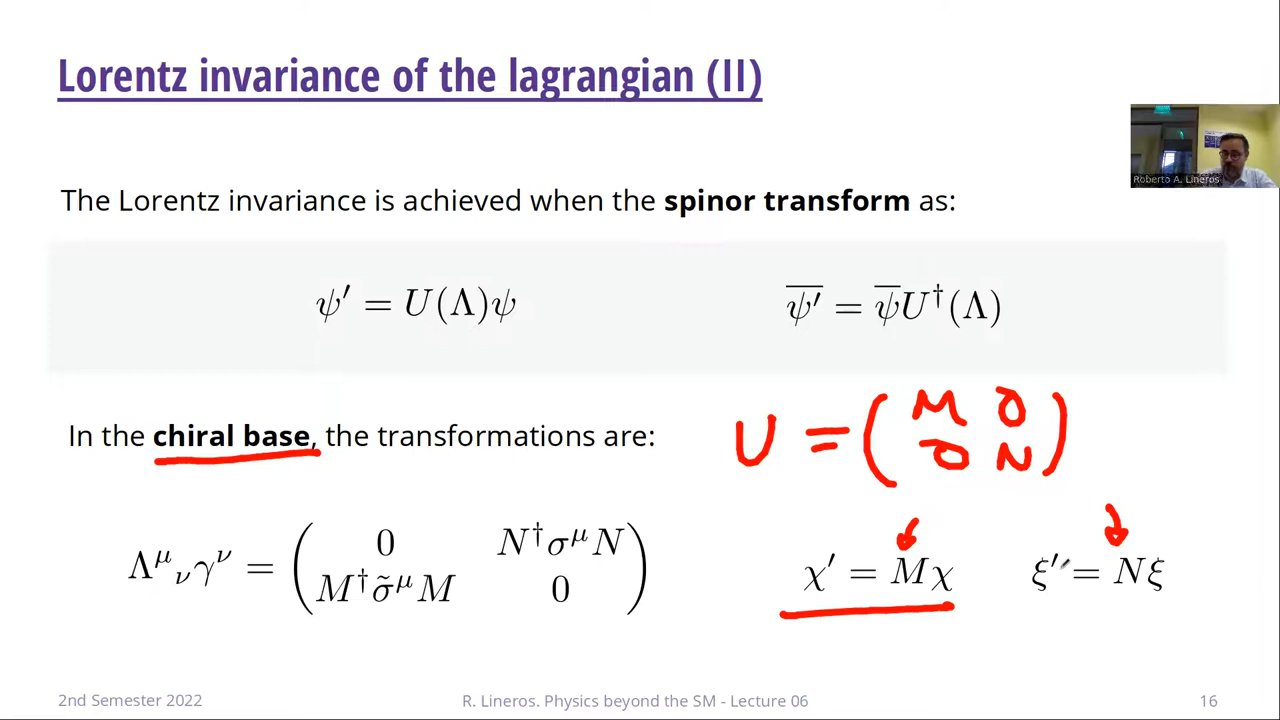 Lorentz invariance of the lagrangian (II)
Roberto A. Lineros
The Lorentz invariance is achieved when the spinor transform as:
ψ′ = U(Λ)ψ
ψ̅′ = ψ̅U†(Λ)
In the chiral base, the transformations are:
U = (M 0
0 N)
Λ^μ_ν γ^ν = (0 N†σ^μN
M†σ̃^μM 0)
χ′ = Mχ
ξ′ = Nξ
2nd Semester 2022
R. Lineros. Physics beyond the SM - Lecture 06
16